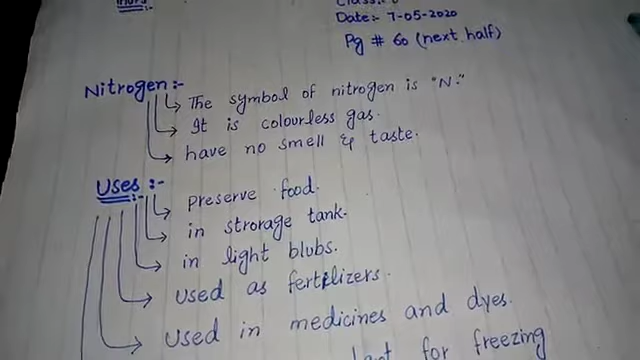 Date:- 7-05-2020
Pg # 60 (next half)
Nitrogen:-
The symbol of nitrogen is "N."
It is colourless gas.
have no smell & taste.
Uses:-
preserve food.
in strorage tank.
in light blubs.
used as fertilizers.
used in medicines and dyes.
for freezing